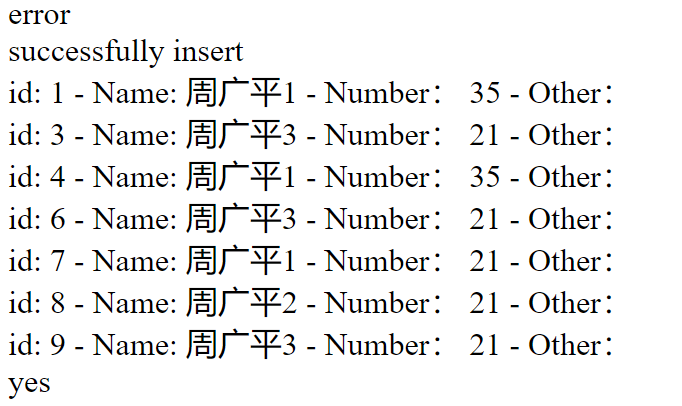 error
successfully insert
id: 1 - Name: 周广平1 - Number： 35 - Other：
id: 3 - Name: 周广平3 - Number： 21 - Other：
id: 4 - Name: 周广平1 - Number： 35 - Other：
id: 6 - Name: 周广平3 - Number： 21 - Other：
id: 7 - Name: 周广平1 - Number： 21 - Other：
id: 8 - Name: 周广平2 - Number： 21 - Other：
id: 9 - Name: 周广平3 - Number： 21 - Other：
yes